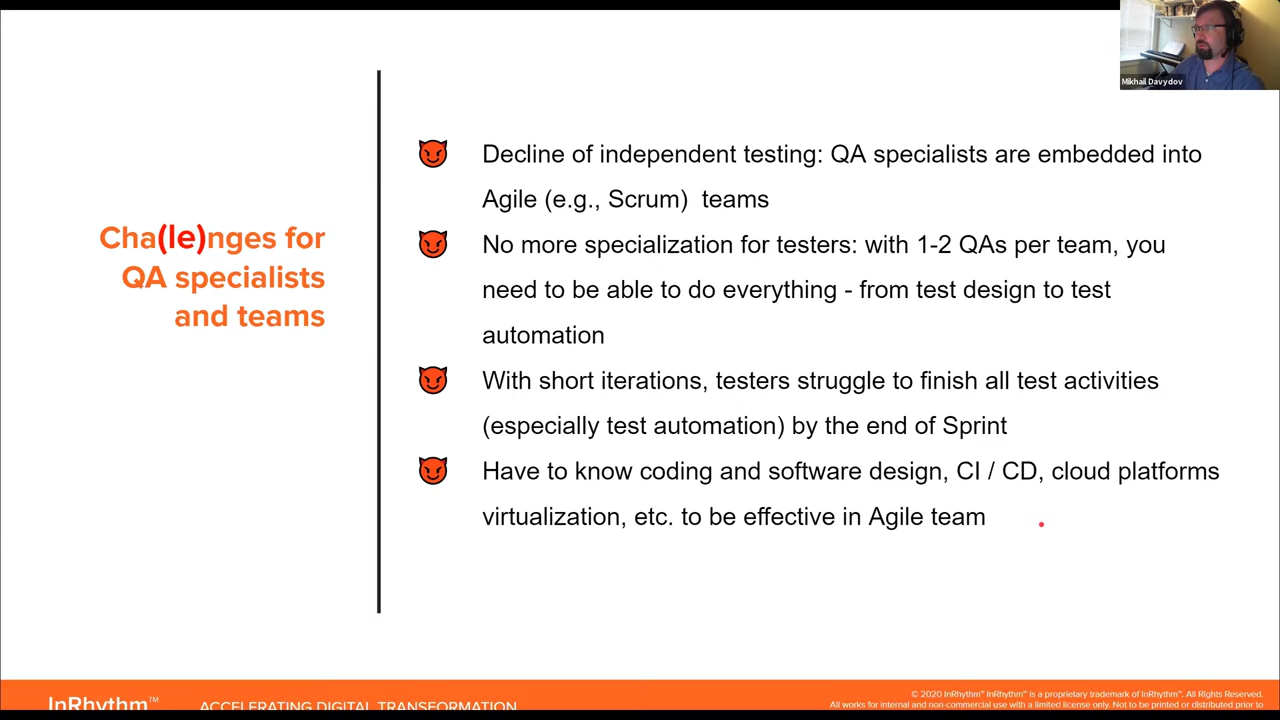 Mikhail Davydov
Cha(le)nges for
QA specialists
and teams
Decline of independent testing: QA specialists are embedded into
Agile (e.g., Scrum) teams
No more specialization for testers: with 1-2 QAs per team, you
need to be able to do everything - from test design to test
automation
With short iterations, testers struggle to finish all test activities
(especially test automation) by the end of Sprint
Have to know coding and software design, CI / CD, cloud platforms
virtualization, etc. to be effective in Agile team
InRhythm™
ACCELERATING DIGITAL TRANSFORMATION
© 2020 InRhythm™ InRhythm™ is a proprietary trademark of InRhythm™. All Rights Reserved.
All works for internal and non-commercial use with a limited license only. Not to be printed or distributed prior to